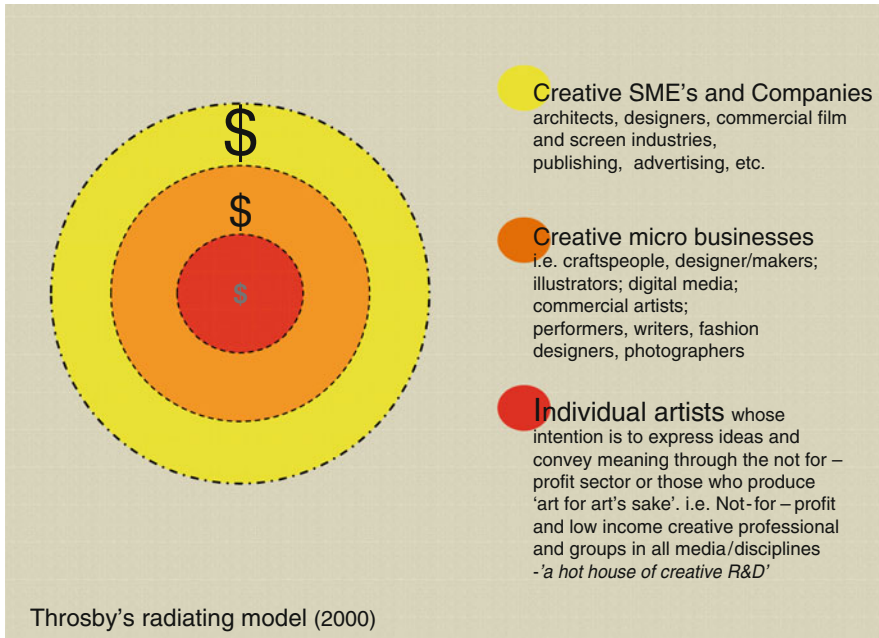 $
$
$
Creative SME's and Companies
architects, designers, commercial film
and screen industries,
publishing, advertising, etc.
Creative micro businesses
i.e. craftspeople, designer/makers;
illustrators; digital media;
commercial artists;
performers, writers, fashion
designers, photographers
Individual artists whose
intention is to express ideas and
convey meaning through the not for –
profit sector or those who produce
‘art for art’s sake’. i.e. Not-for – profit
and low income creative professional
and groups in all media/disciplines
-’a hot house of creative R&D’
Throsby’s radiating model (2000)